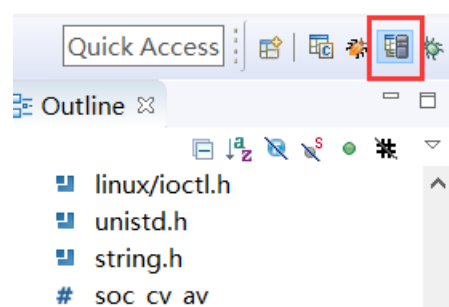 Quick Access
Outline
linux/ioctl.h
unistd.h
string.h
# soc_cv_av